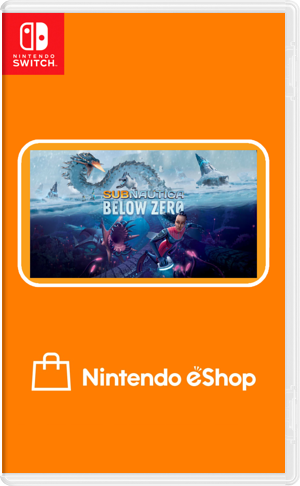 NINTENDO
SWITCH
SUBNAUTICA
BELOW ZERO
Nintendo eShop